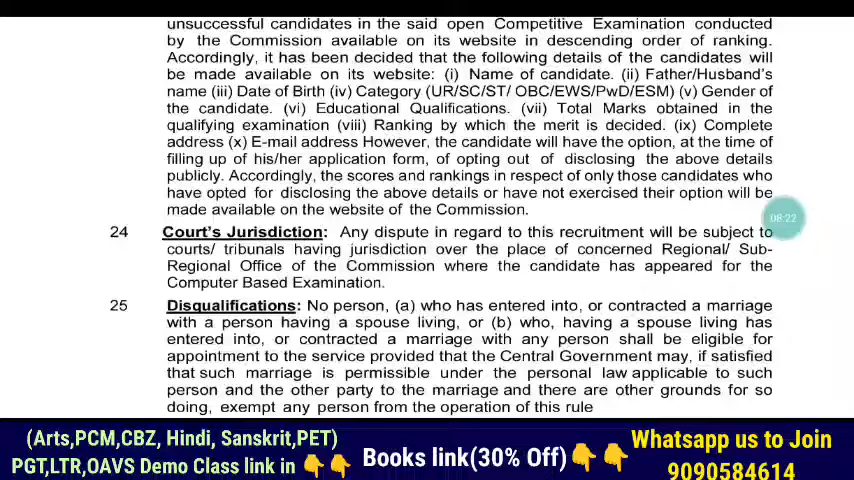 unsuccessful candidates in the said open Competitive Examination conducted
by the Commission available on its website in descending order of ranking.
Accordingly, it has been decided that the following details of the candidates will
be made available on its website: (i) Name of candidate. (ii) Father/Husband's
name (iii) Date of Birth (iv) Category (UR/SC/ST/ OBC/EWS/PwD/ESM) (v) Gender of
the candidate. (vi) Educational Qualifications. (vii) Total Marks obtained in the
qualifying examination (viii) Ranking by which the merit is decided. (ix) Complete
address (x) E-mail address However, the candidate will have the option, at the time of
filling up of his/her application form, of opting out of disclosing the above details
publicly. Accordingly, the scores and rankings in respect of only those candidates who
have opted for disclosing the above details or have not exercised their option will be
made available on the website of the Commission.
08:22
24 Court's Jurisdiction: Any dispute in regard to this recruitment will be subject to
courts/ tribunals having jurisdiction over the place of concerned Regional/ Sub-
Regional Office of the Commission where the candidate has appeared for the
Computer Based Examination.
25 Disqualifications: No person, (a) who has entered into, or contracted a marriage
with a person having a spouse living, or (b) who, having a spouse living has
entered into, or contracted a marriage with any person shall be eligible for
appointment to the service provided that the Central Government may, if satisfied
that such marriage is permissible under the personal law applicable to such
person and the other party to the marriage and there are other grounds for so
doing, exempt any person from the operation of this rule
(Arts,PCM,CBZ, Hindi, Sanskrit,PET)
PGT,LTR,OAVS Demo Class link in 👇👇
Books link(30% Off)👇👇
Whatsapp us to Join
9090584614